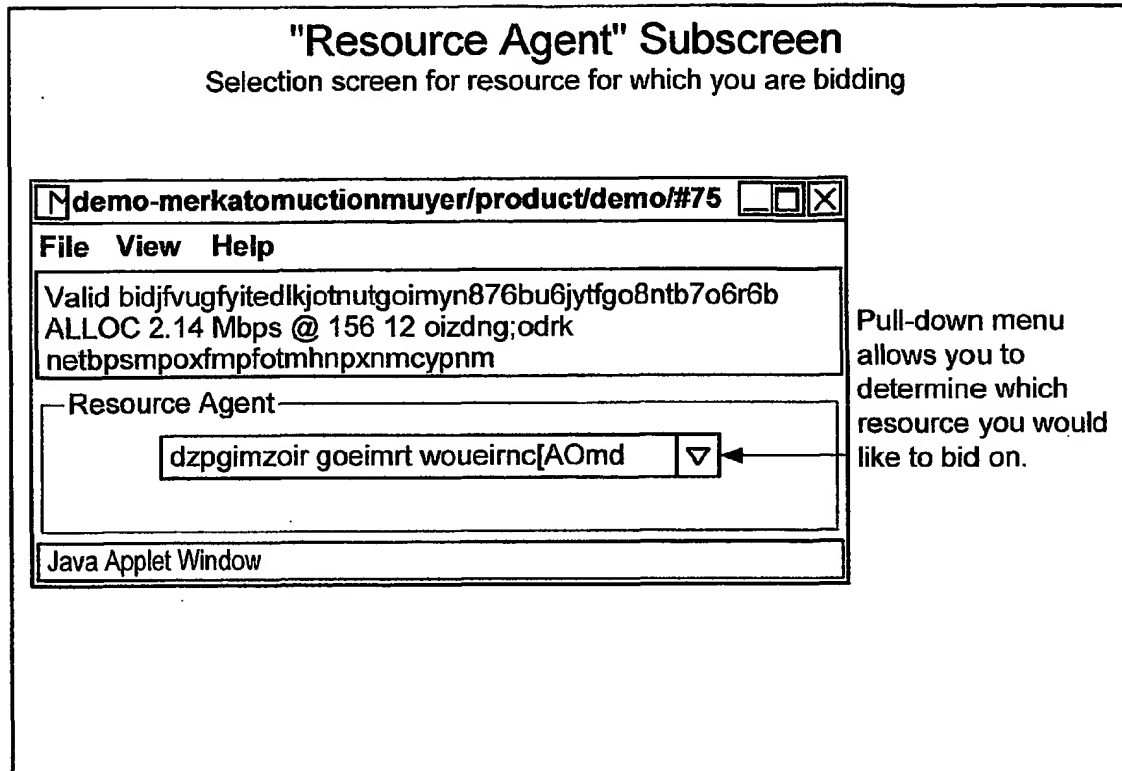 "Resource Agent" Subscreen
Selection screen for resource for which you are bidding
demo-merkatomuctionmuyer/product/demo/#75
File View Help
Valid bidjfvugfyitedlkjotnutgoimyn876bu6jytfgo8ntb7o6r6b
ALLOC 2.14 Mbps @ 156 12 oizdng;odrk
netbpsmpoxfmpfotmhnpxnmcypnm
Resource Agent
dzpgimzoir goeimrt woueirnc[AOmd
Java Applet Window
Pull-down menu
allows you to
determine which
resource you would
like to bid on.